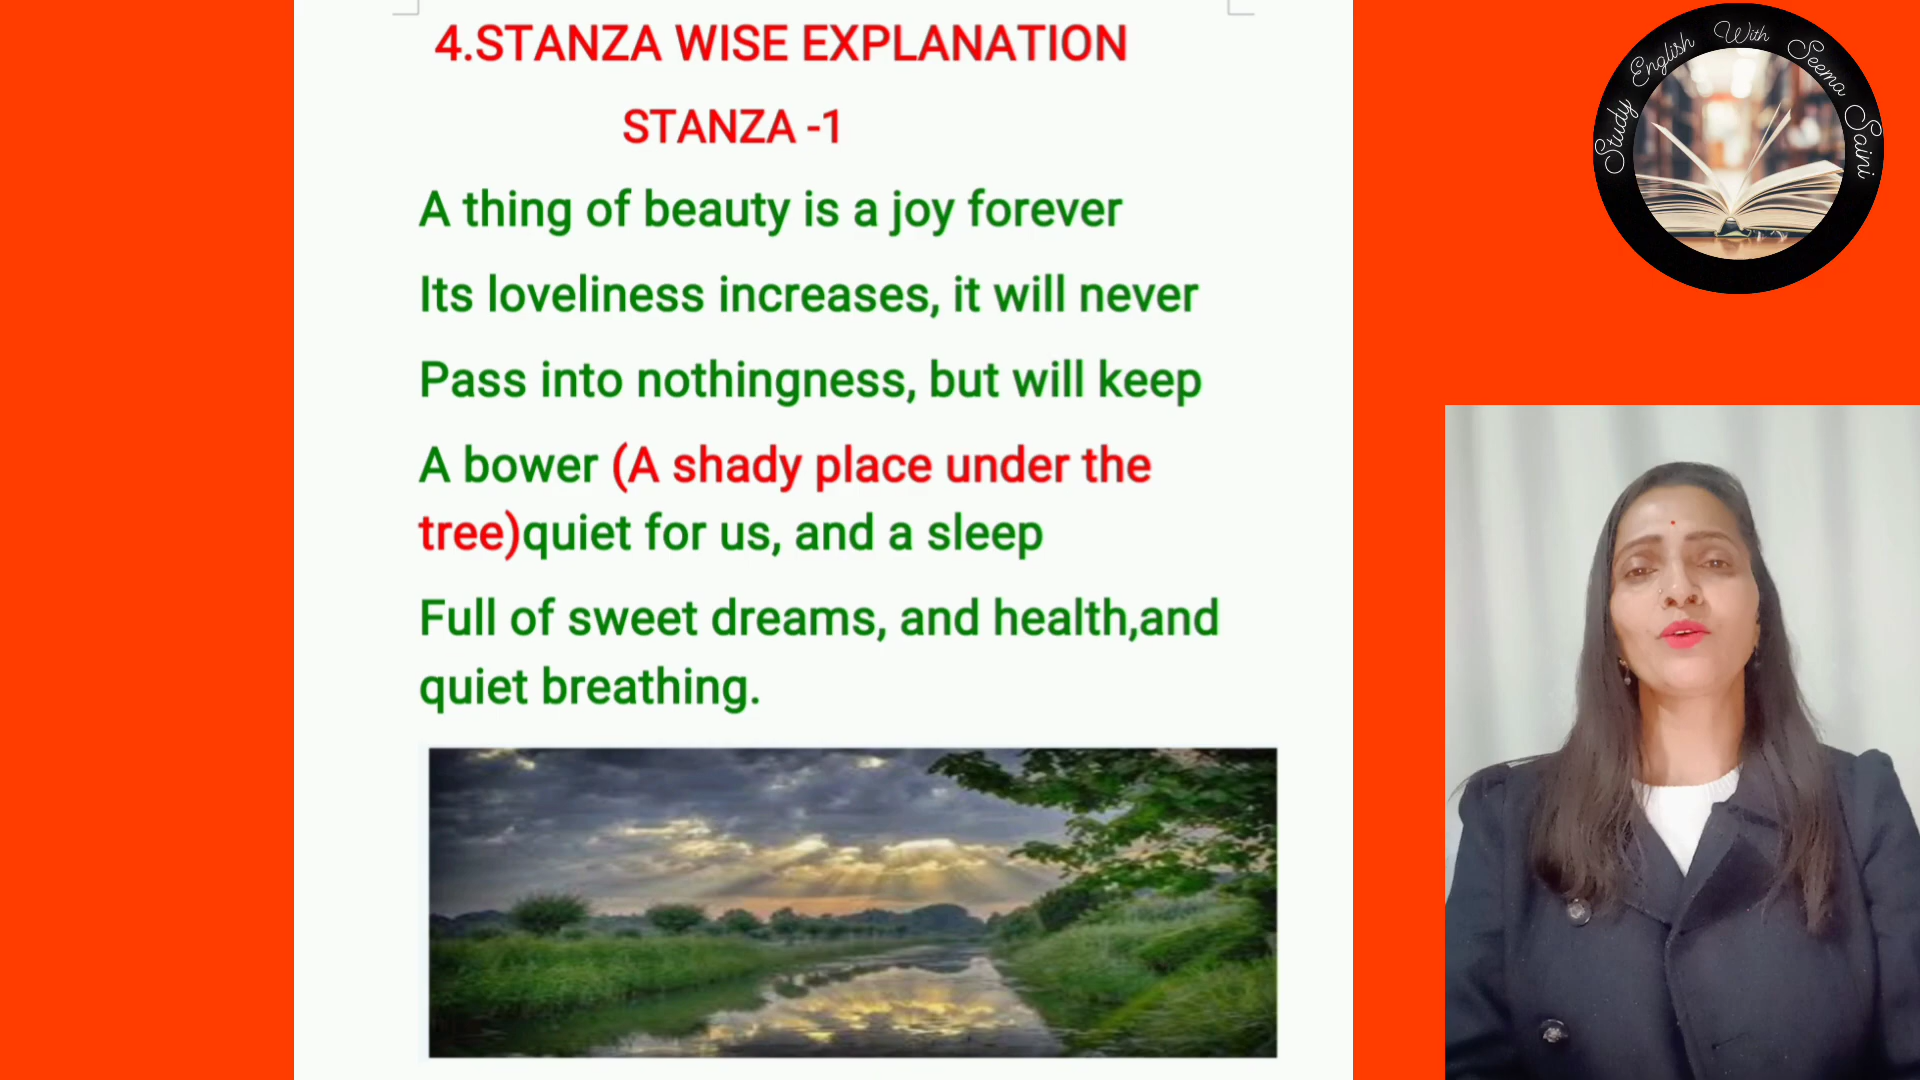 4.STANZA WISE EXPLANATION
STANZA -1
A thing of beauty is a joy forever
Its loveliness increases, it will never
Pass into nothingness, but will keep
A bower (A shady place under the
tree)quiet for us, and a sleep
Full of sweet dreams, and health,and
quiet breathing.
Study English With Seema Saini